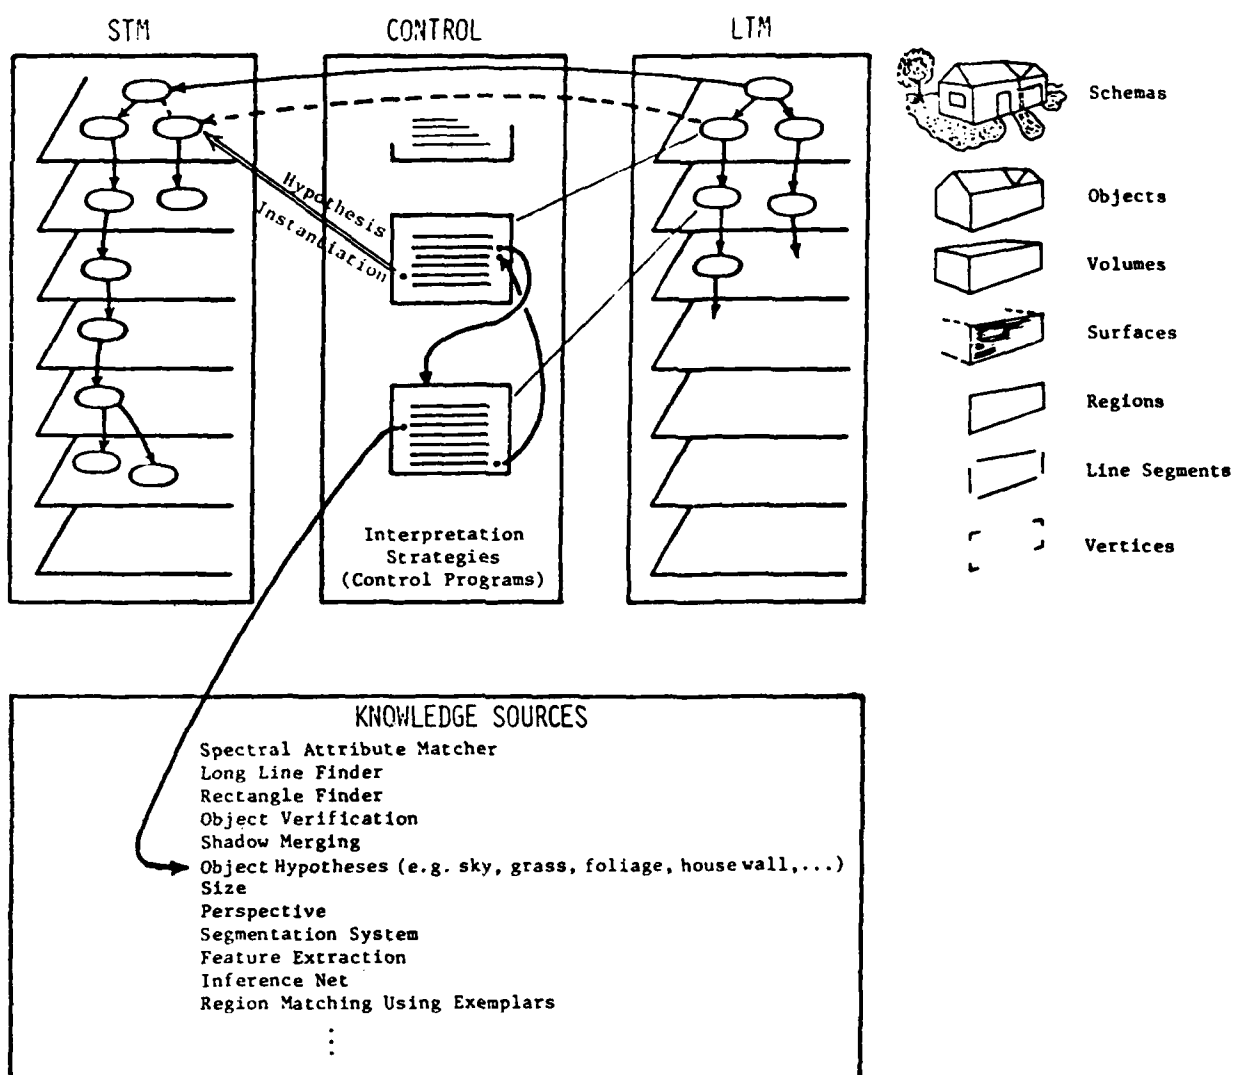 STM
CONTROL
LTM
Schemas
Objects
Volumes
Surfaces
Regions
Line Segments
Vertices
Hypothesis
Instantiation
Interpretation
Strategies
(Control Programs)
KNOWLEDGE SOURCES
Spectral Attribute Matcher
Long Line Finder
Rectangle Finder
Object Verification
Shadow Merging
Object Hypotheses (e.g. sky, grass, foliage, house wall,...)
Size
Perspective
Segmentation System
Feature Extraction
Inference Net
Region Matching Using Exemplars
⋮